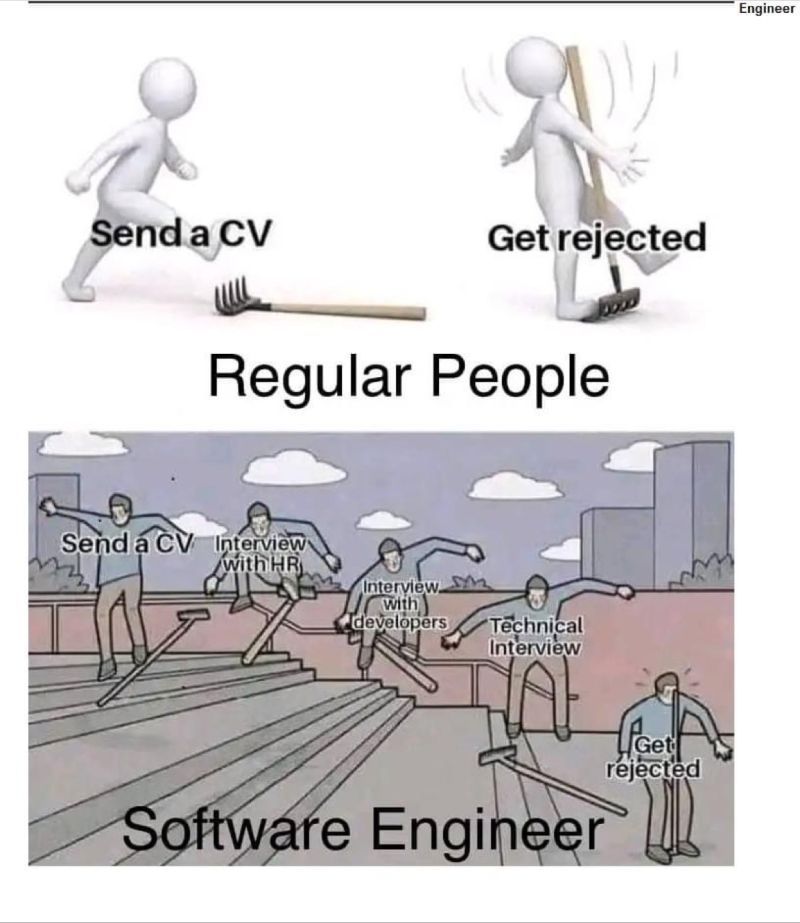 Engineer
Send a CV
Get rejected
Regular People
Send a CV
Interview
with HR
Interview
with
developers
Technical
Interview
Get
rejected
Software Engineer